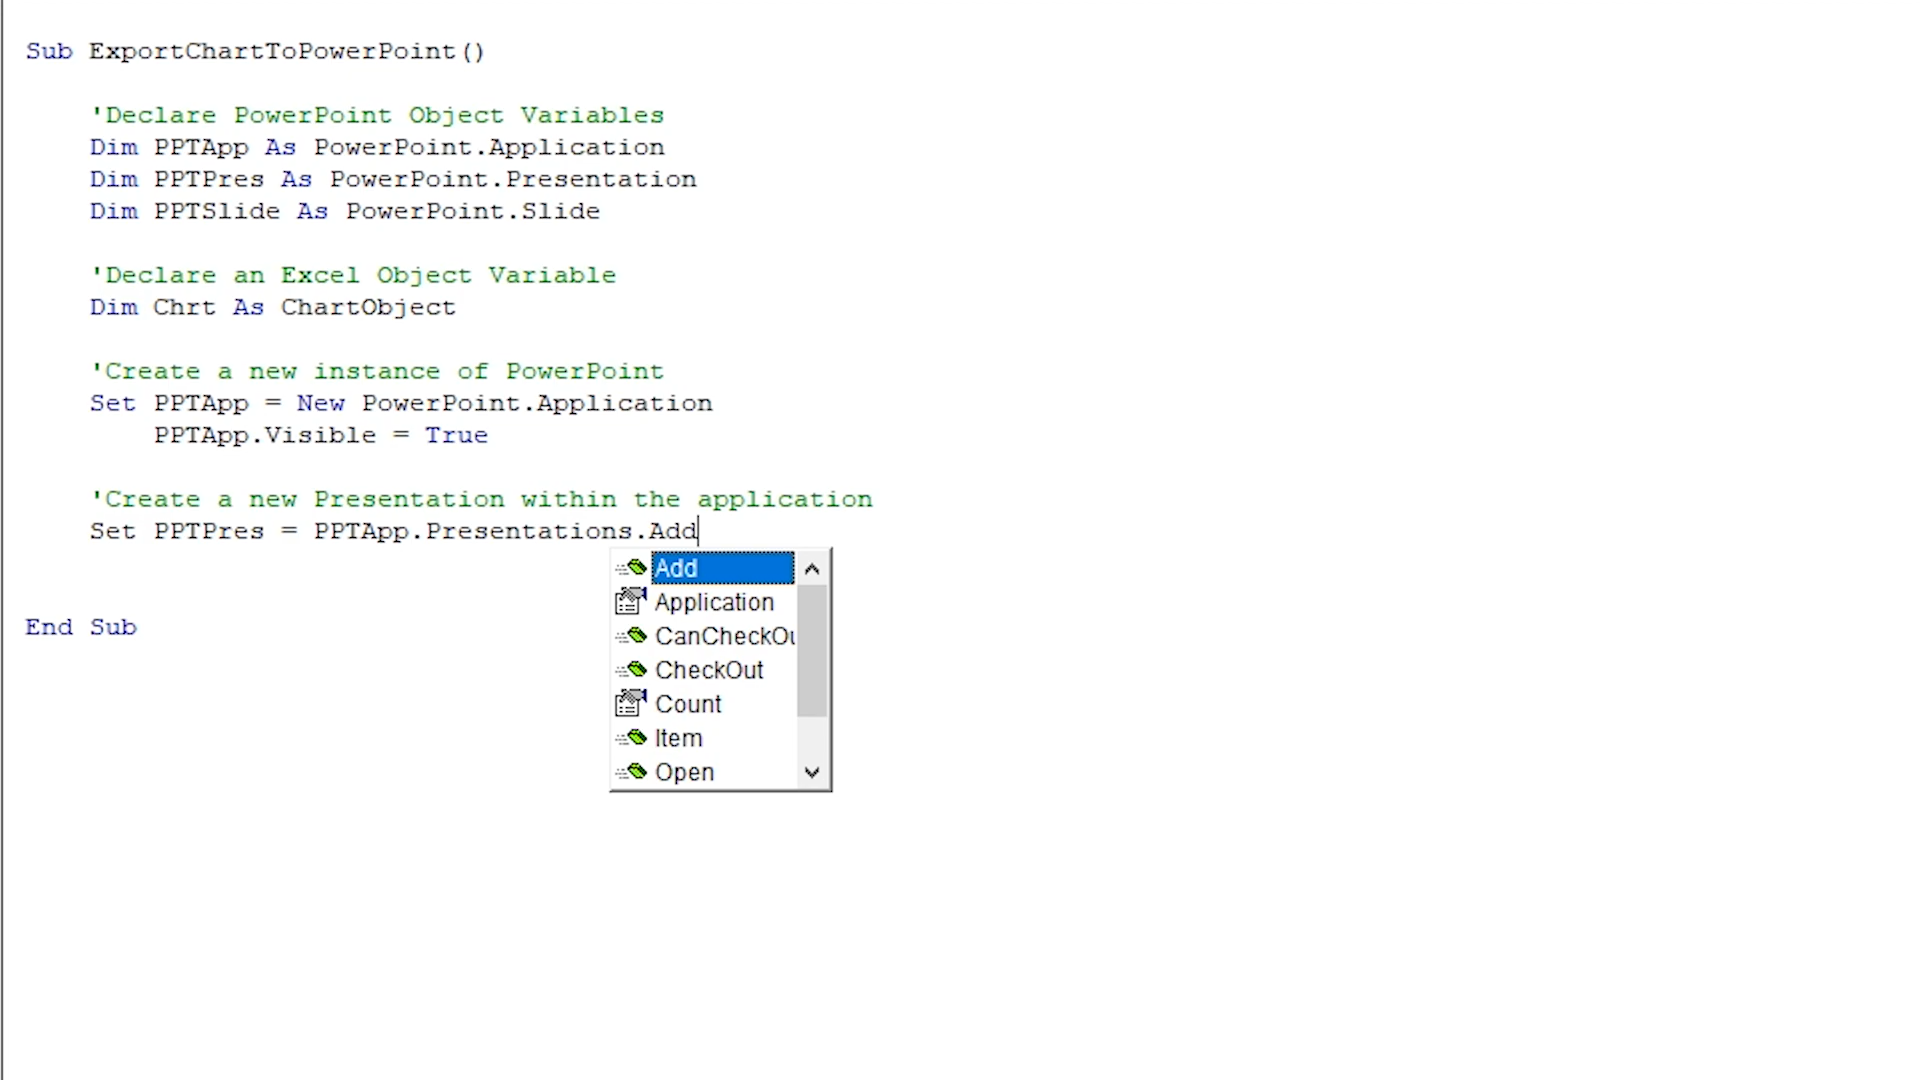 Sub ExportChartToPowerPoint()
'Declare PowerPoint Object Variables
Dim PPTApp As PowerPoint.Application
Dim PPTPres As PowerPoint.Presentation
Dim PPTSlide As PowerPoint.Slide
'Declare an Excel Object Variable
Dim Chrt As ChartObject
'Create a new instance of PowerPoint
Set PPTApp = New PowerPoint.Application
PPTApp.Visible = True
'Create a new Presentation within the application
Set PPTPres = PPTApp.Presentations.Add
Add
Application
CanCheckOu
CheckOut
Count
Item
Open
End Sub